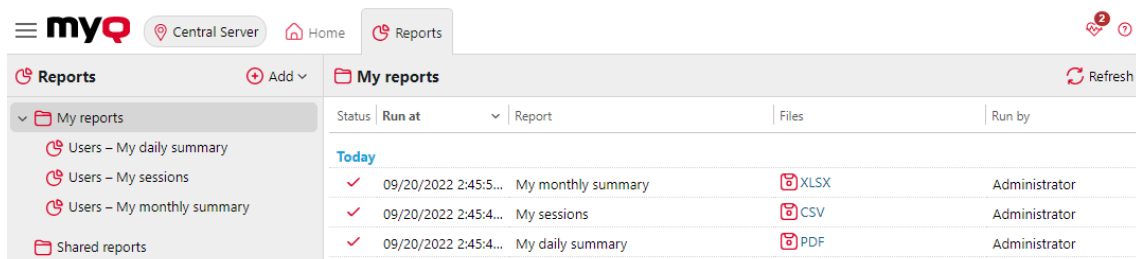 myQ Central Server Home Reports 2
Reports Add My reports Refresh
My reports Status Run at Report Files Run by
Users – My daily summary
Today
Users – My sessions 09/20/2022 2:45:5... My monthly summary XLSX Administrator
Users – My monthly summary 09/20/2022 2:45:4... My sessions CSV Administrator
Shared reports 09/20/2022 2:45:4... My daily summary PDF Administrator